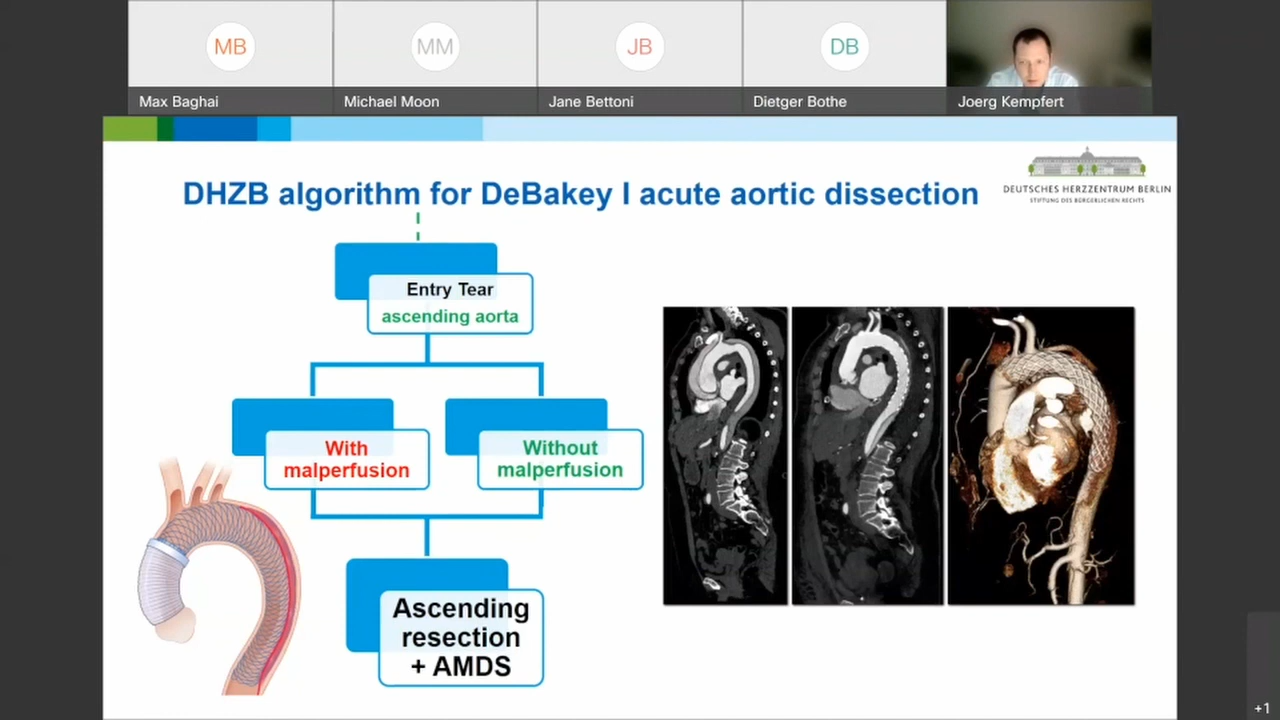 MB
MM
JB
DB
Max Baghai
Michael Moon
Jane Bettoni
Dietger Bothe
Joerg Kempfert
DHZB algorithm for DeBakey I acute aortic dissection
DEUTSCHES HERZZENTRUM BERLIN
STIFTUNG DES BÜRGERLICHEN RECHTS
Entry Tear
ascending aorta
With
malperfusion
Without
malperfusion
Ascending
resection
+ AMDS
+1